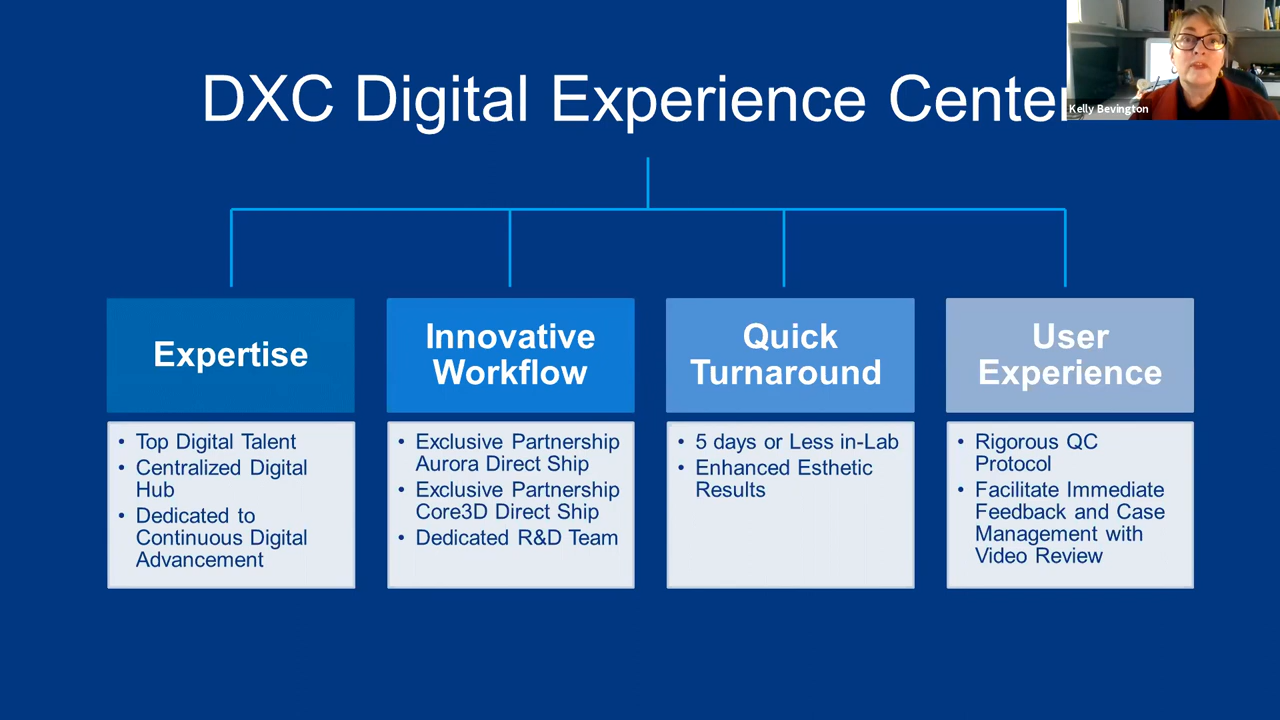 DXC Digital Experience Center
Kelly Bevington
Expertise
• Top Digital Talent
• Centralized Digital
Hub
• Dedicated to
Continuous Digital
Advancement
Innovative
Workflow
• Exclusive Partnership
Aurora Direct Ship
• Exclusive Partnership
Core3D Direct Ship
• Dedicated R&D Team
Quick
Turnaround
• 5 days or Less in-Lab
• Enhanced Esthetic
Results
User
Experience
• Rigorous QC
Protocol
• Facilitate Immediate
Feedback and Case
Management with
Video Review